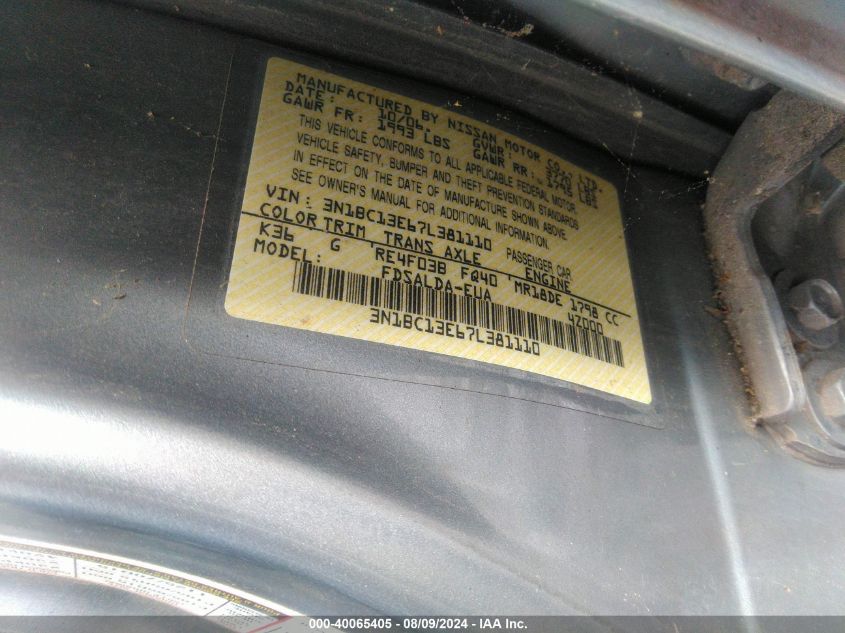 MANUFACTURED BY NISSAN MOTOR CO., LTD.
DATE: 10/06. GVWR:
GAWR FR: 1993 LBS GAWR RR: 1745 LBS
THIS VEHICLE CONFORMS TO ALL APPLICABLE FEDERAL MOTOR
VEHICLE SAFETY, BUMPER AND THEFT PREVENTION STANDARDS
IN EFFECT ON THE DATE OF MANUFACTURE SHOWN ABOVE.
SEE OWNER'S MANUAL FOR ADDITIONAL INFORMATION.
VIN: 3N1BC13E67L381110 PASSENGER CAR
COLOR TRIM TRANS AXLE ENGINE
K36 G RE4F03B FQ40 MR18DE 1798 CC
MODEL: FDSALDA-EUA 4Z000
3N1BC13E67L381110
000-40065405 - 08/09/2024 - IAA Inc.